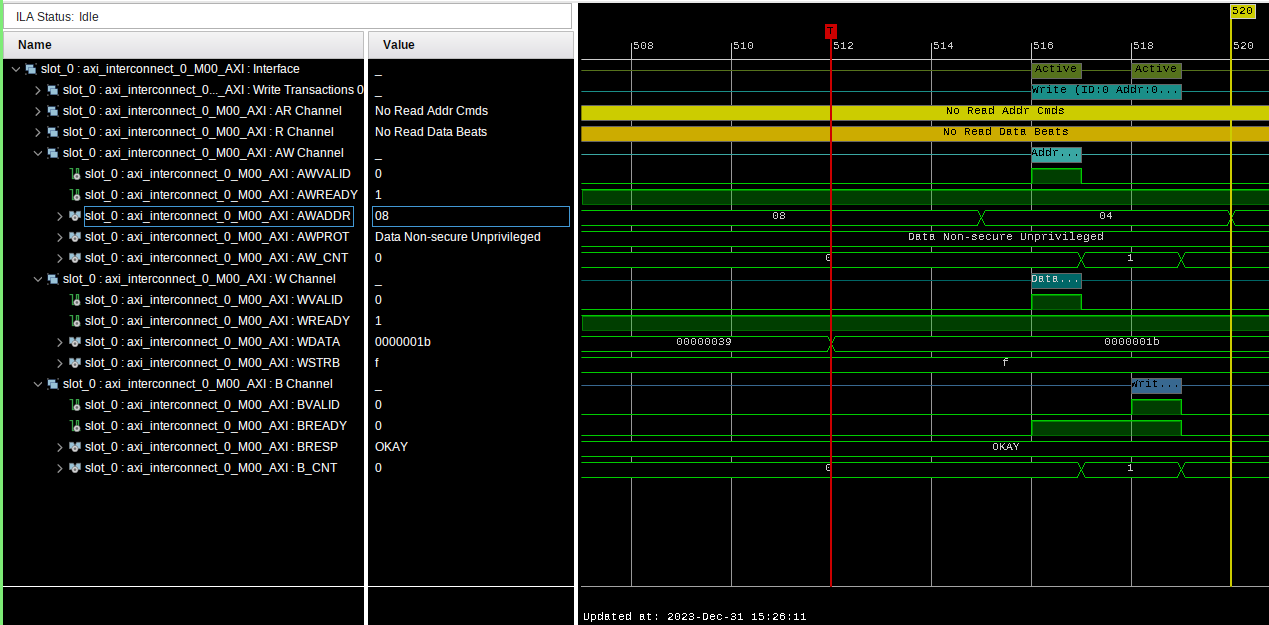 ILA Status: Idle
Name Value
520
T
508 510 512 514 516 518 520
slot_0 : axi_interconnect_0_M00_AXI : Interface _ Active Active
slot_0 : axi_interconnect_0..._AXI : Write Transactions 0 _ Write (ID:0 Addr:0...
slot_0 : axi_interconnect_0_M00_AXI : AR Channel No Read Addr Cmds No Read Addr Cmds
slot_0 : axi_interconnect_0_M00_AXI : R Channel No Read Data Beats No Read Data Beats
slot_0 : axi_interconnect_0_M00_AXI : AW Channel _ Addr...
slot_0 : axi_interconnect_0_M00_AXI : AWVALID 0
slot_0 : axi_interconnect_0_M00_AXI : AWREADY 1
slot_0 : axi_interconnect_0_M00_AXI : AWADDR 08 08 04
slot_0 : axi_interconnect_0_M00_AXI : AWPROT Data Non-secure Unprivileged Data Non-secure Unprivileged
slot_0 : axi_interconnect_0_M00_AXI : AW_CNT 0 0 1
slot_0 : axi_interconnect_0_M00_AXI : W Channel _ Data...
slot_0 : axi_interconnect_0_M00_AXI : WVALID 0
slot_0 : axi_interconnect_0_M00_AXI : WREADY 1
slot_0 : axi_interconnect_0_M00_AXI : WDATA 0000001b 00000039 0000001b
slot_0 : axi_interconnect_0_M00_AXI : WSTRB f f
slot_0 : axi_interconnect_0_M00_AXI : B Channel _ Writ...
slot_0 : axi_interconnect_0_M00_AXI : BVALID 0
slot_0 : axi_interconnect_0_M00_AXI : BREADY 0
slot_0 : axi_interconnect_0_M00_AXI : BRESP OKAY OKAY
slot_0 : axi_interconnect_0_M00_AXI : B_CNT 0 0 1
Updated at: 2023-Dec-31 15:26:11